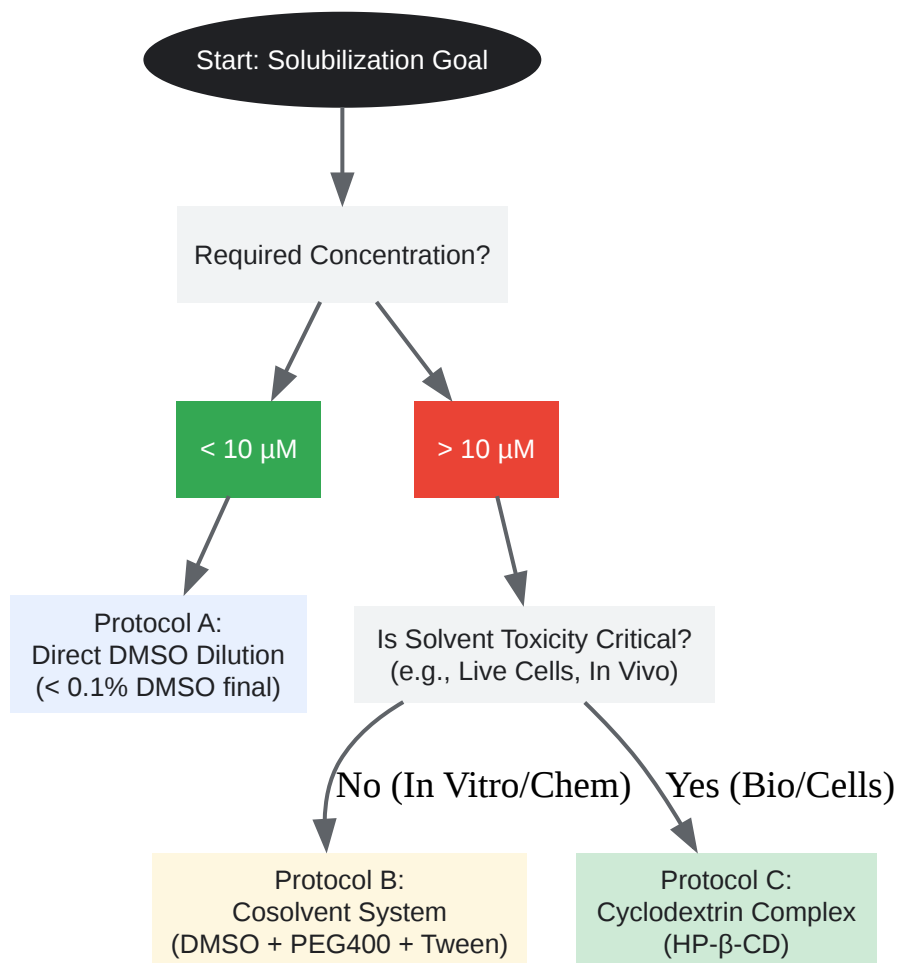 Start: Solubilization Goal
Required Concentration?
< 10 µM
> 10 µM
Protocol A:
Direct DMSO Dilution
(< 0.1% DMSO final)
Is Solvent Toxicity Critical?
(e.g., Live Cells, In Vivo)
No (In Vitro/Chem)
Yes (Bio/Cells)
Protocol B:
Cosolvent System
(DMSO + PEG400 + Tween)
Protocol C:
Cyclodextrin Complex
(HP-β-CD)